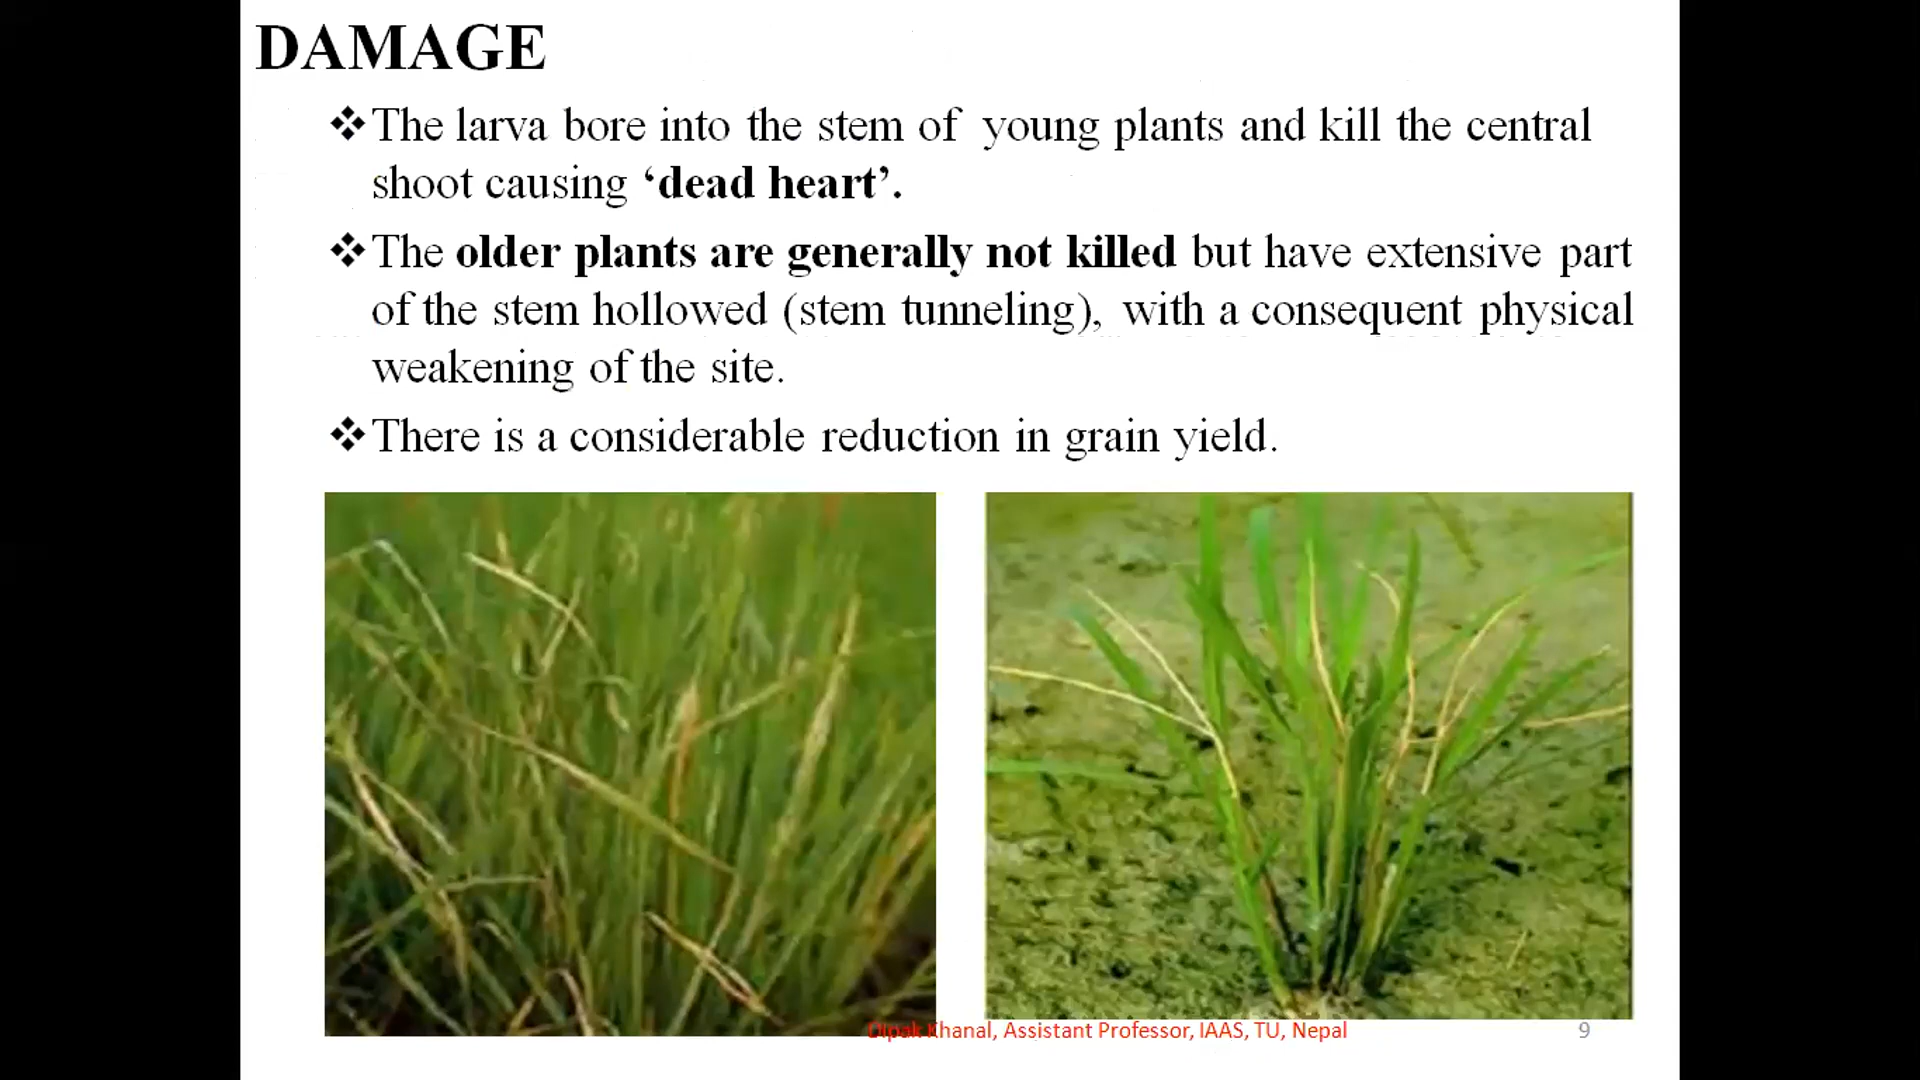 DAMAGE
❖The larva bore into the stem of young plants and kill the central
shoot causing ‘dead heart’.
❖The older plants are generally not killed but have extensive part
of the stem hollowed (stem tunneling), with a consequent physical
weakening of the site.
❖There is a considerable reduction in grain yield.
Dipak Khanal, Assistant Professor, IAAS, TU, Nepal
9